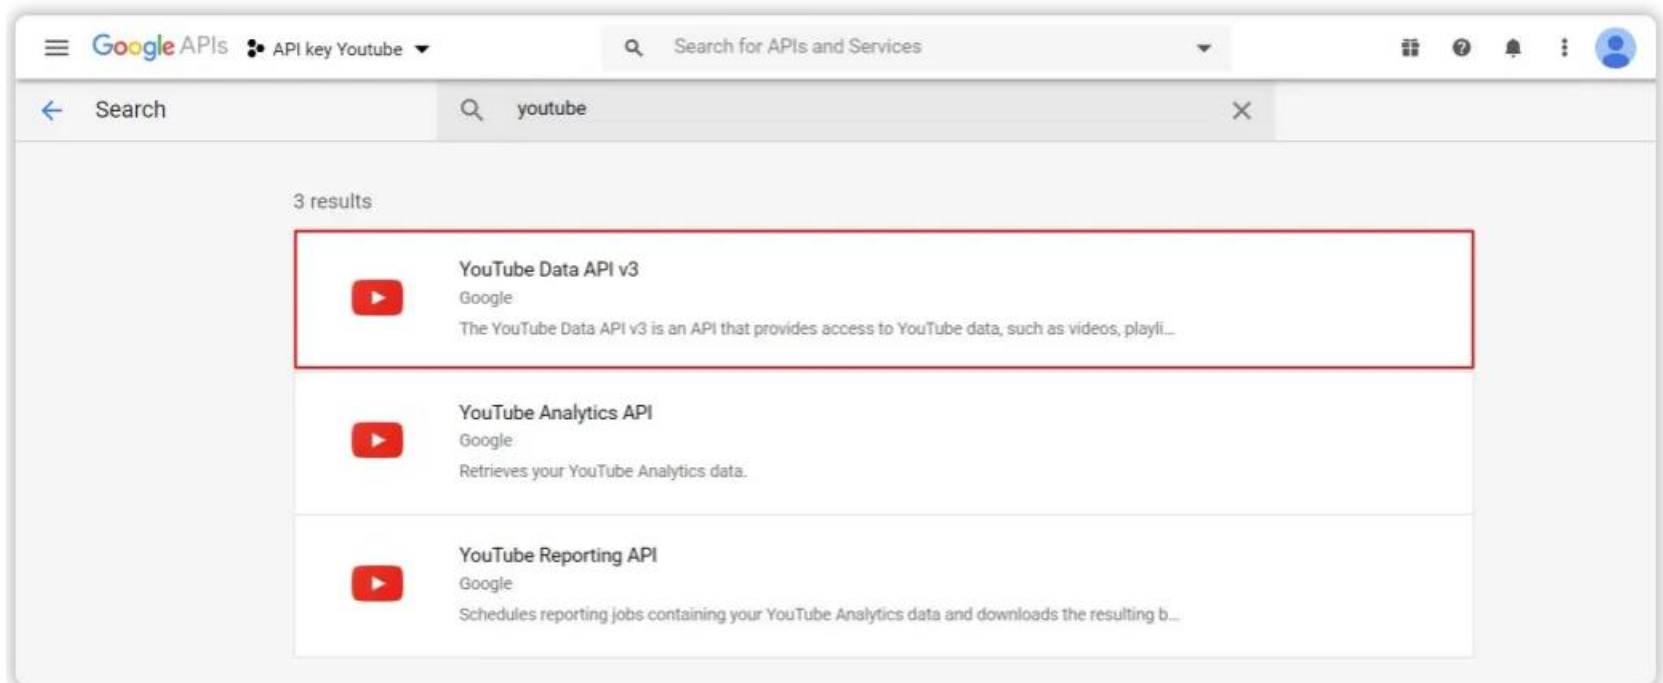 Google APIs API key Youtube Search for APIs and Services
Search youtube
3 results
YouTube Data API v3
Google
The YouTube Data API v3 is an API that provides access to YouTube data, such as videos, playli...
YouTube Analytics API
Google
Retrieves your YouTube Analytics data.
YouTube Reporting API
Google
Schedules reporting jobs containing your YouTube Analytics data and downloads the resulting b...